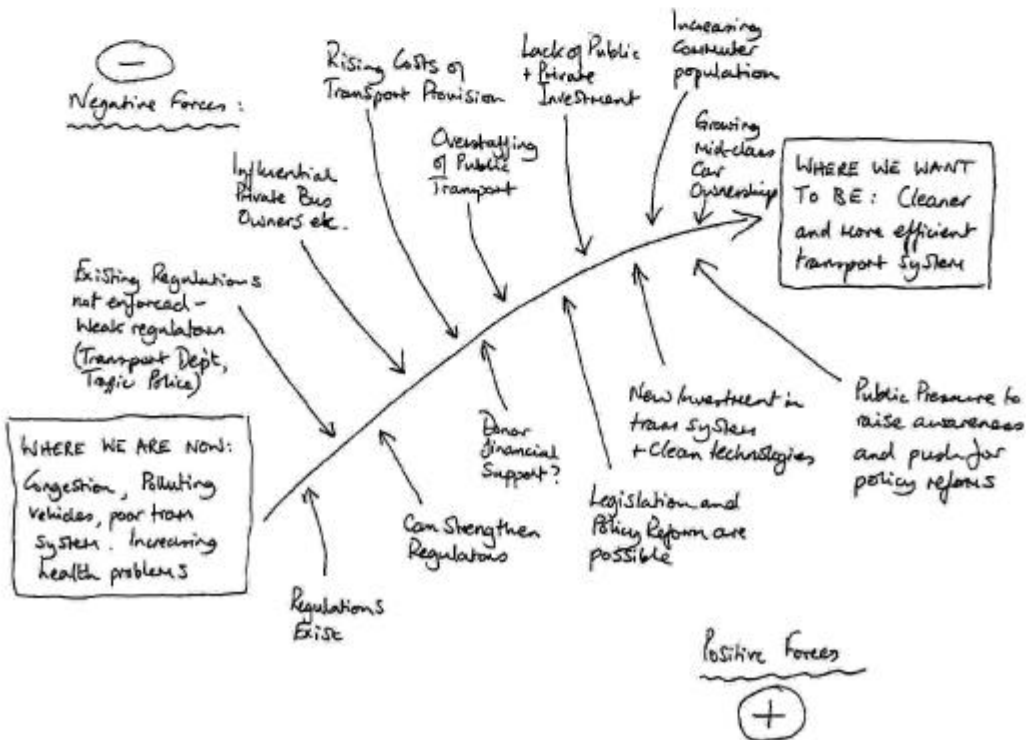 Negative Forces:
Existing Regulations
not enforced -
Weak regulators
(Transport Dept,
Traffic Police)
Influential
Private Bus
Owners etc.
Rising Costs of
Transport Provision
Overstaffing
of Public
Transport
Lack of Public
+ Private
Investment
Increasing
Commuter
population
Growing
Mid-class
Car
Ownership
WHERE WE WANT
TO BE: Cleaner
and more efficient
transport system
WHERE WE ARE NOW:
Congestion, Polluting
vehicles, poor tram
system. Increasing
health problems
Regulations
Exist
Can Strengthen
Regulators
Donor
financial
Support?
Legislation and
Policy Reform are
possible
New Investment in
tram system
+ Clean technologies
Public Pressure to
raise awareness
and push for
policy reforms
Positive Forces